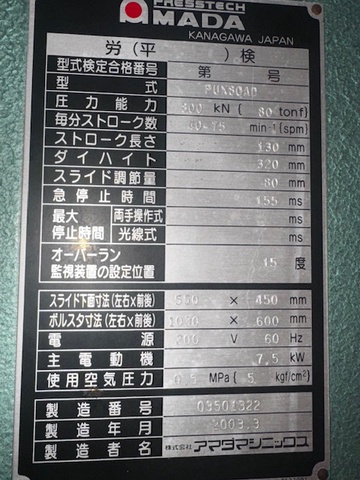 PRESSTECH
AMADA
KANAGAWA JAPAN
労(平 )検
型式検定合格番号 第 号
型式 PUX80AD
圧力能力 800 kN ( 80 tonf)
毎分ストローク数 40-75 min⁻¹(spm)
ストローク長さ 130 mm
ダイハイト 320 mm
スライド調節量 80 mm
急停止時間 155 ms
最大停止時間 両手操作式 ms
光線式 ms
オーバーラン
監視装置の設定位置 15 度
スライド下面寸法(左右×前後) 550 × 450 mm
ボルスタ寸法(左右×前後) × 600 mm
電源 200 V 60 Hz
主電動機 7.5 kW
使用空気圧力 0.5 MPa( 5 kgf/cm²)
製造番号 
製造年月 2003.3
製造者名 株式会社 アマダマシニックス